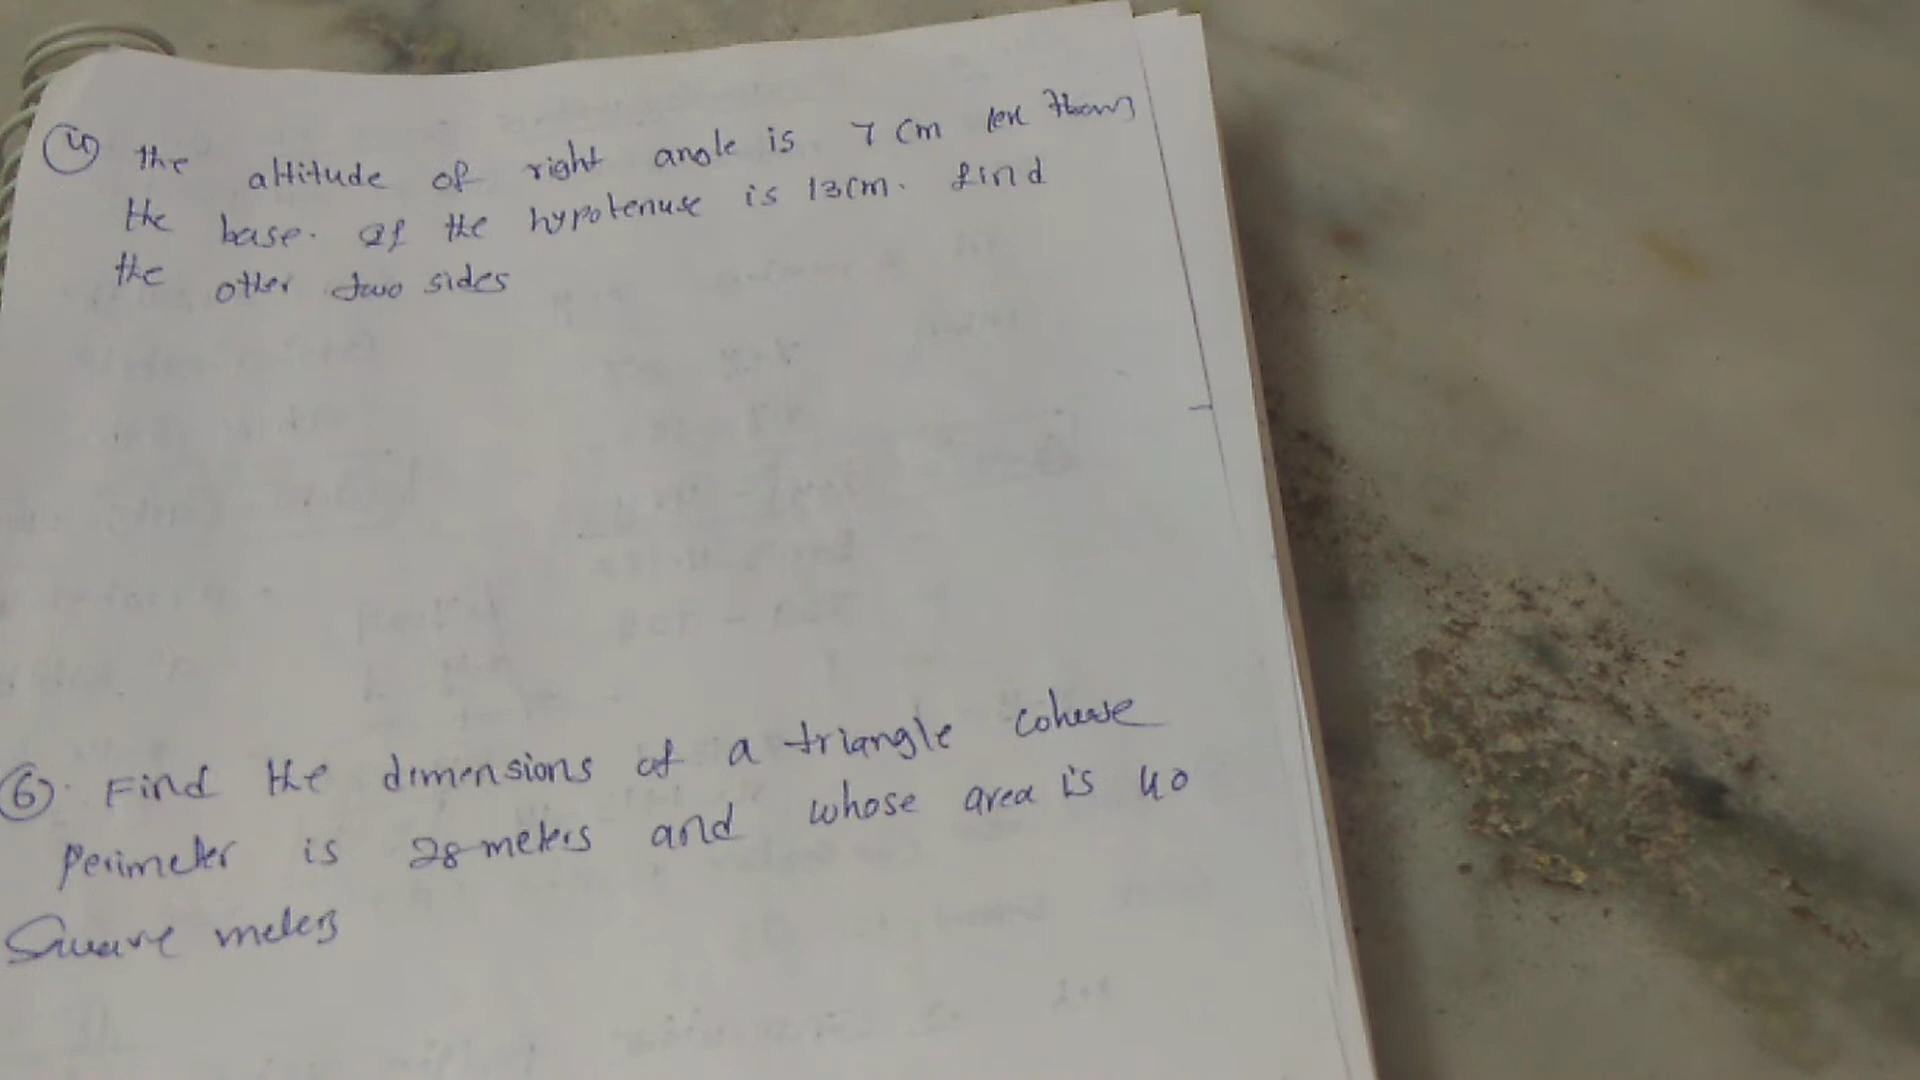 ④ the altitude of right angle is 7 cm less than
the base. If the hypotenuse is 13cm. find
the other two sides
⑥. Find the dimensions of a triangle whose
perimeter is 28 meters and whose area is 40
Square meters